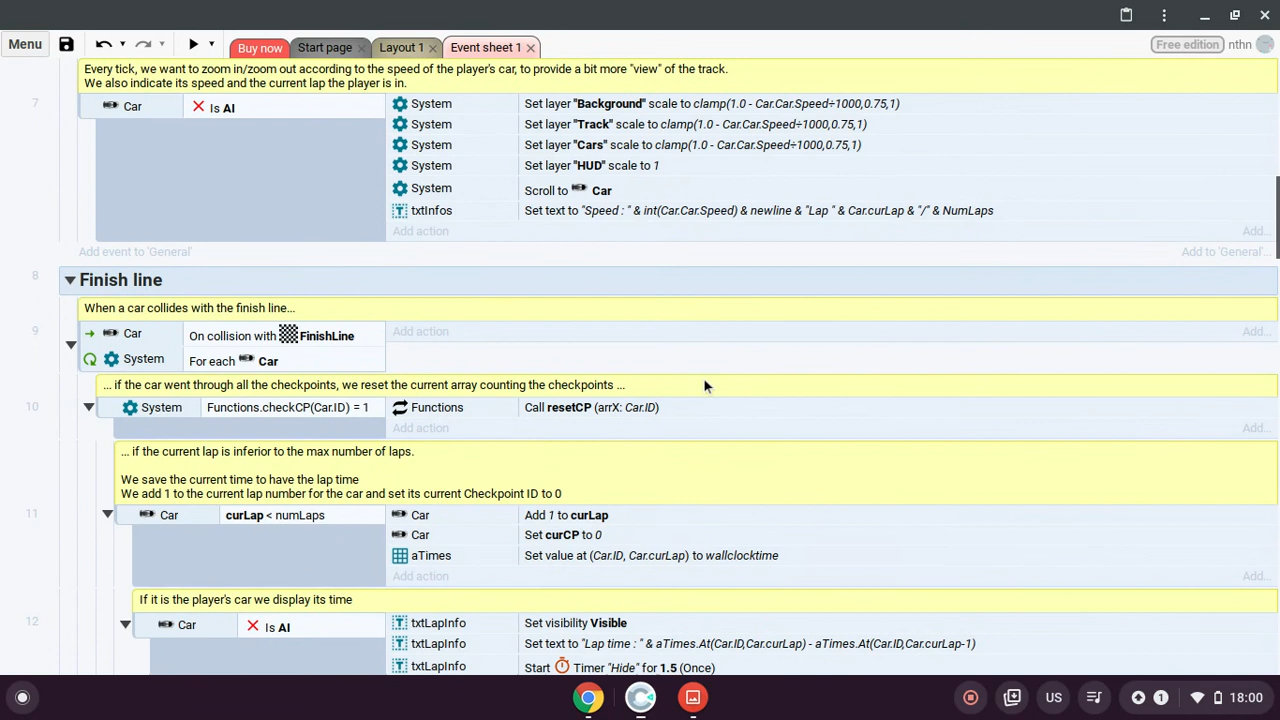 Menu
Buy now
Start page
Layout 1
Event sheet 1
Free edition
nthn
Every tick, we want to zoom in/zoom out according to the speed of the player's car, to provide a bit more "view" of the track.
We also indicate its speed and the current lap the player is in.
7
Car Is AI
System Set layer "Background" scale to clamp(1.0 - Car.Car.Speed÷1000,0.75,1)
System Set layer "Track" scale to clamp(1.0 - Car.Car.Speed÷1000,0.75,1)
System Set layer "Cars" scale to clamp(1.0 - Car.Car.Speed÷1000,0.75,1)
System Set layer "HUD" scale to 1
System Scroll to Car
txtInfos Set text to "Speed : " & int(Car.Car.Speed) & newline & "Lap " & Car.curLap & "/" & NumLaps
Add action Add...
Add event to 'General' Add to 'General'...
8 Finish line
When a car collides with the finish line...
9 Car On collision with FinishLine Add action Add...
System For each Car
... if the car went through all the checkpoints, we reset the current array counting the checkpoints ...
10 System Functions.checkCP(Car.ID) = 1 Functions Call resetCP (arrX: Car.ID)
Add action Add...
... if the current lap is inferior to the max number of laps.
We save the current time to have the lap time
We add 1 to the current lap number for the car and set its current Checkpoint ID to 0
11 Car curLap < numLaps Car Add 1 to curLap
Car Set curCP to 0
aTimes Set value at (Car.ID, Car.curLap) to wallclocktime
Add action Add...
If it is the player's car we display its time
12 Car Is AI txtLapInfo Set visibility Visible
txtLapInfo Set text to "Lap time : " & aTimes.At(Car.ID,Car.curLap) - aTimes.At(Car.ID,Car.curLap-1)
txtLapInfo Start Timer "Hide" for 1.5 (Once)
US
1
18:00